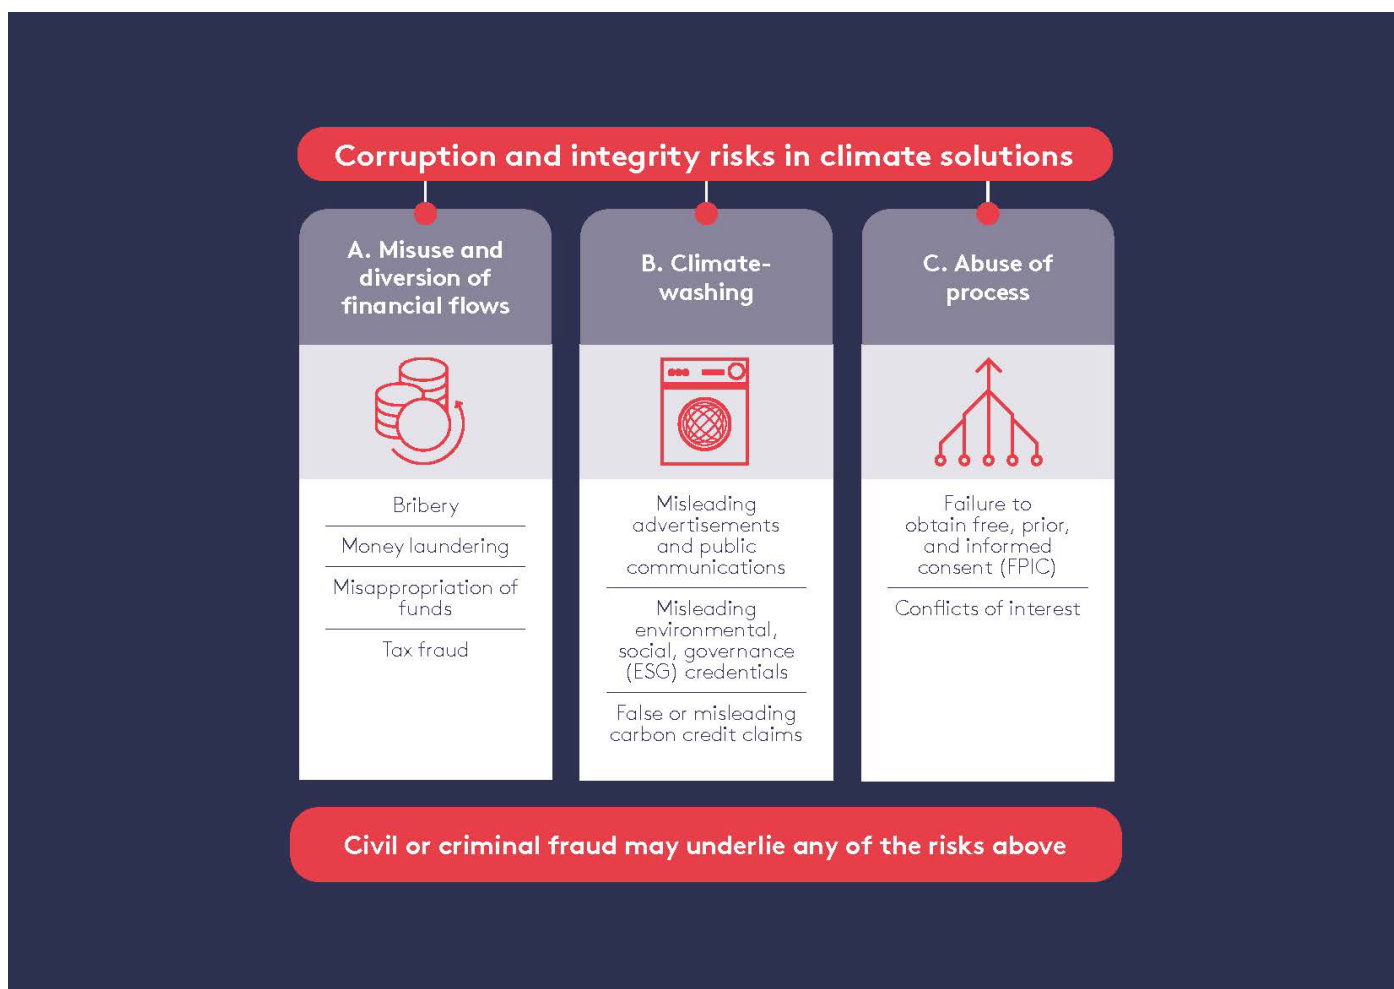 Corruption and integrity risks in climate solutions
A. Misuse and
diversion of
financial flows
Bribery
Money laundering
Misappropriation of
funds
Tax fraud
B. Climate-
washing
Misleading
advertisements
and public
communications
Misleading
environmental,
social, governance
(ESG) credentials
False or misleading
carbon credit claims
C. Abuse of
process
Failure to
obtain free, prior,
and informed
consent (FPIC)
Conflicts of interest
Civil or criminal fraud may underlie any of the risks above